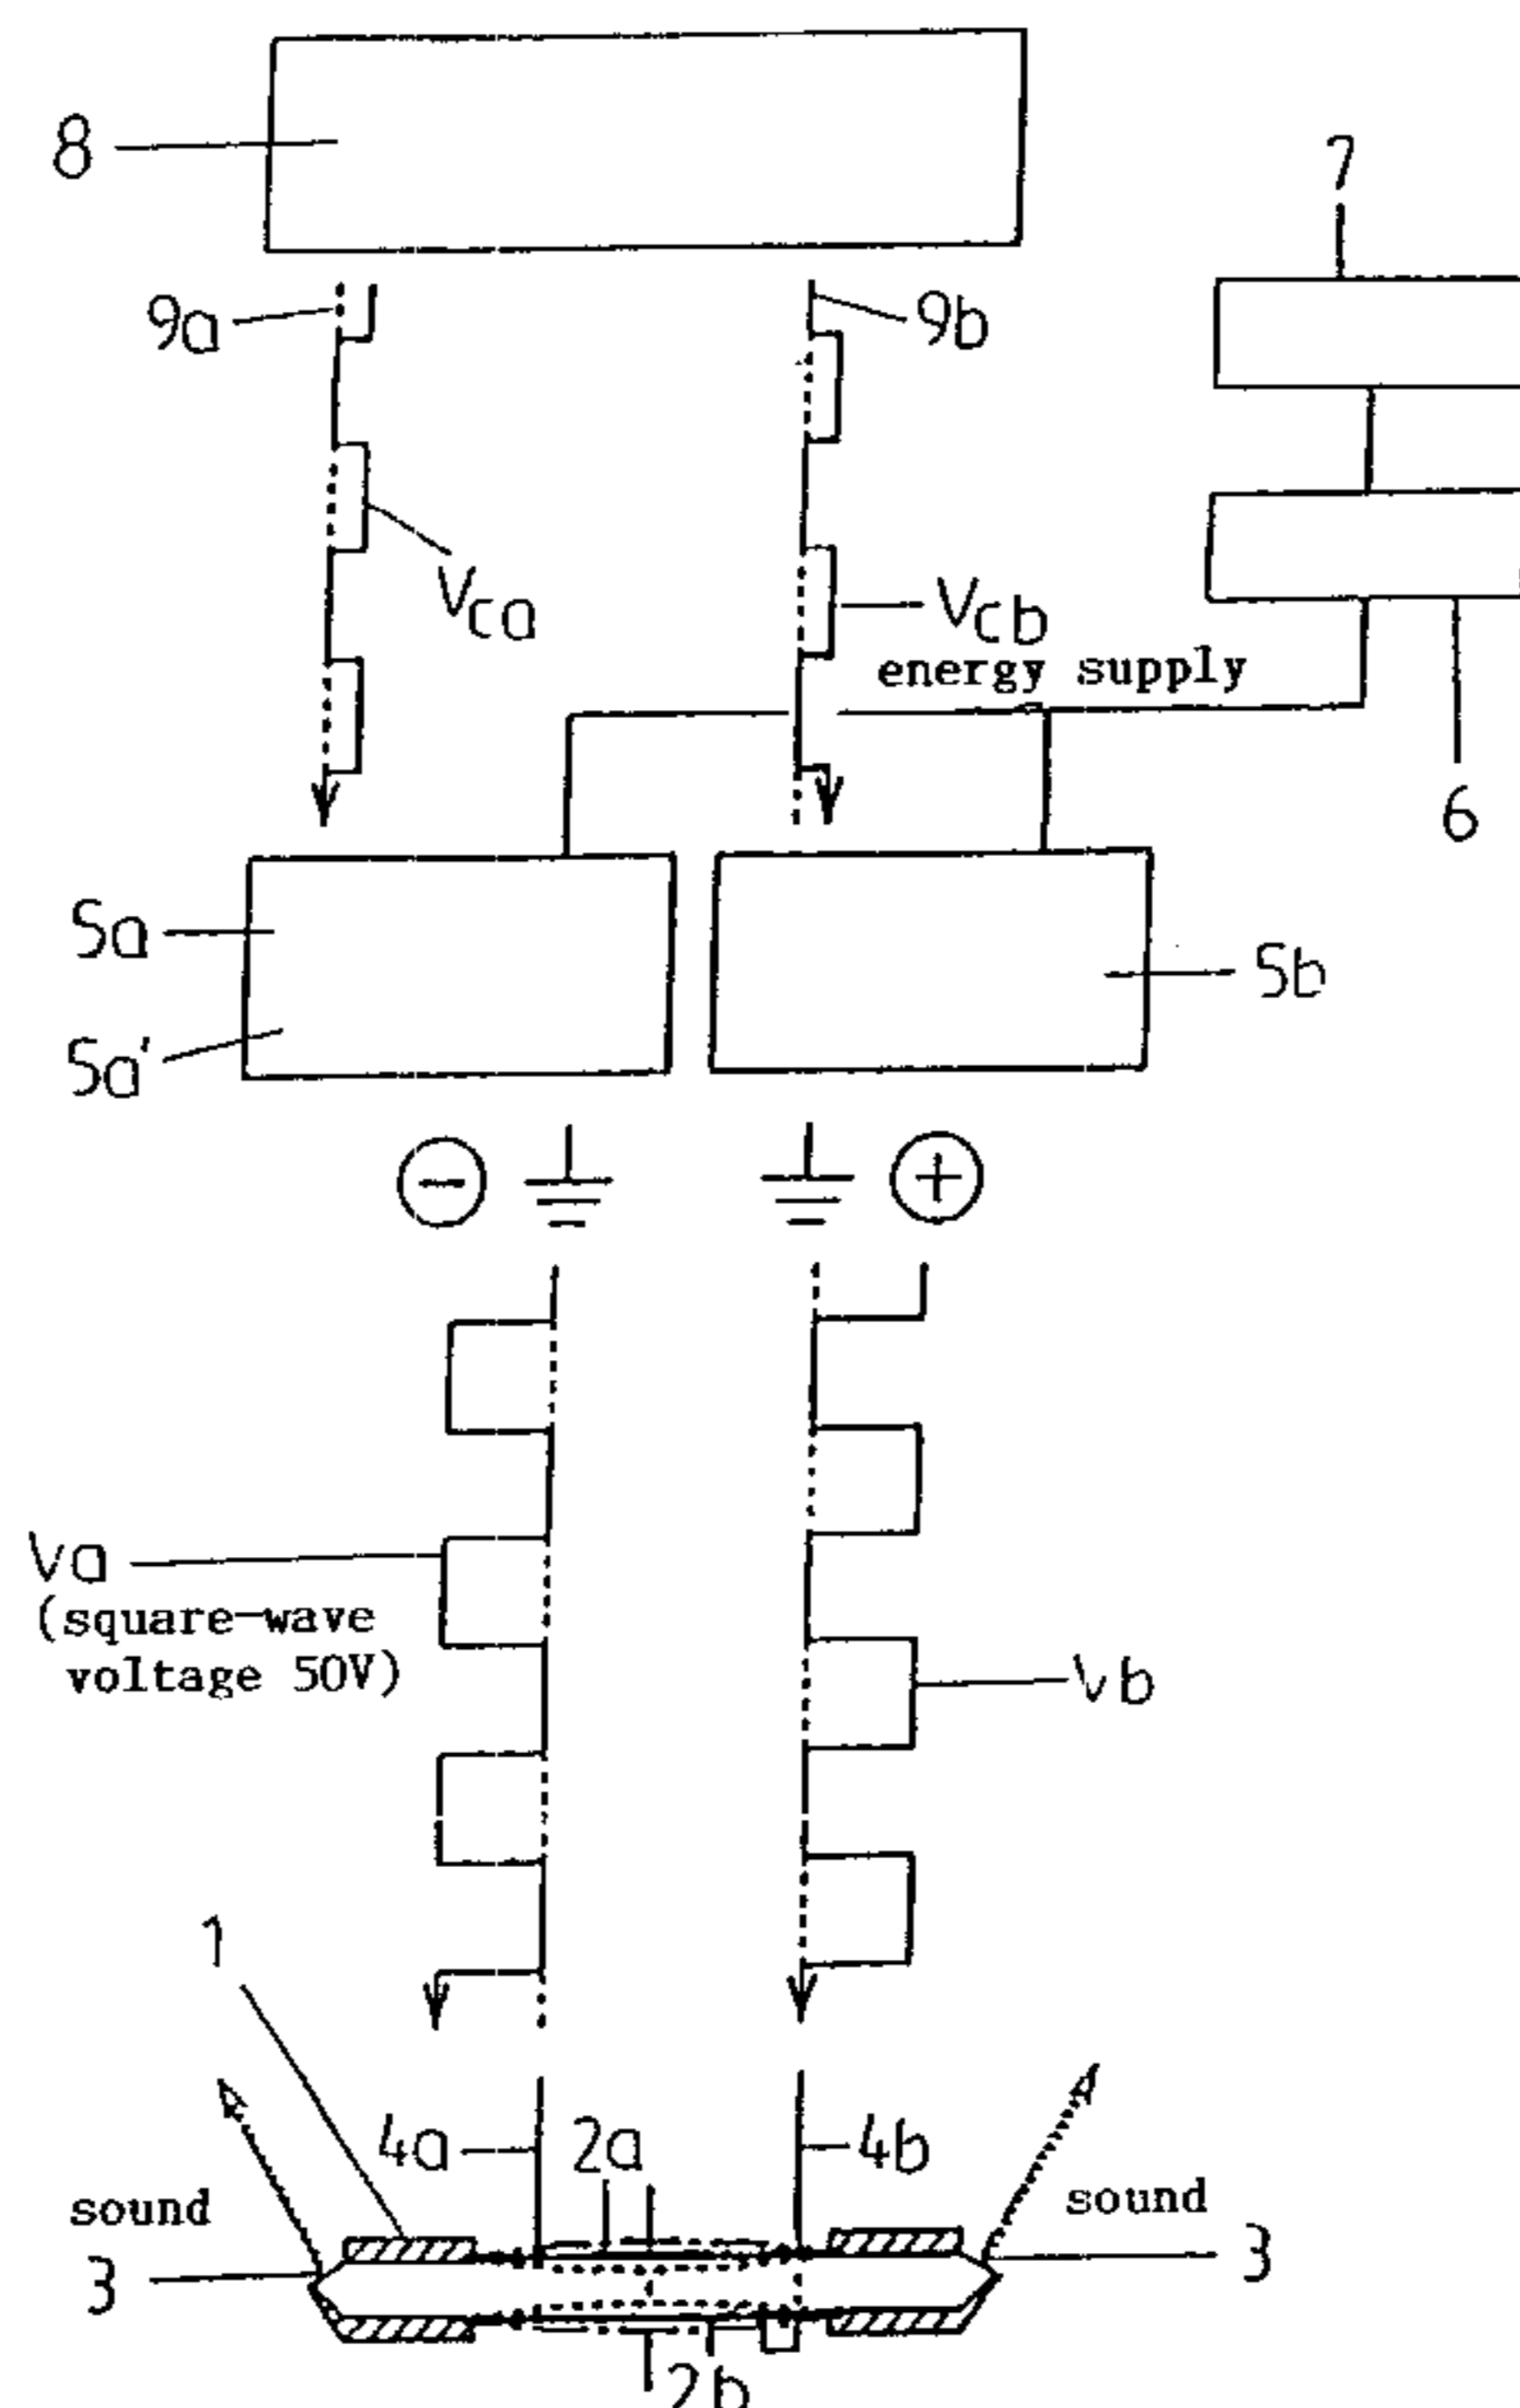 8
7
9a
9b
Vca
Vcb
energy supply
6
5a
5b
5a'
−
+
Va
(square-wave
voltage 50V)
Vb
1
4a
2a
4b
sound
sound
3
3
2b